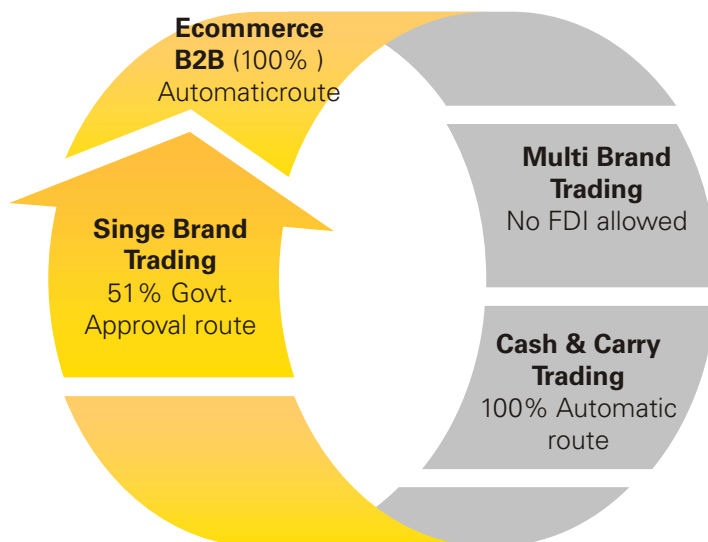 Ecommerce
B2B (100% )
Automaticroute
Multi Brand
Trading
No FDI allowed
Singe Brand
Trading
51% Govt.
Approval route
Cash & Carry
Trading
100% Automatic
route